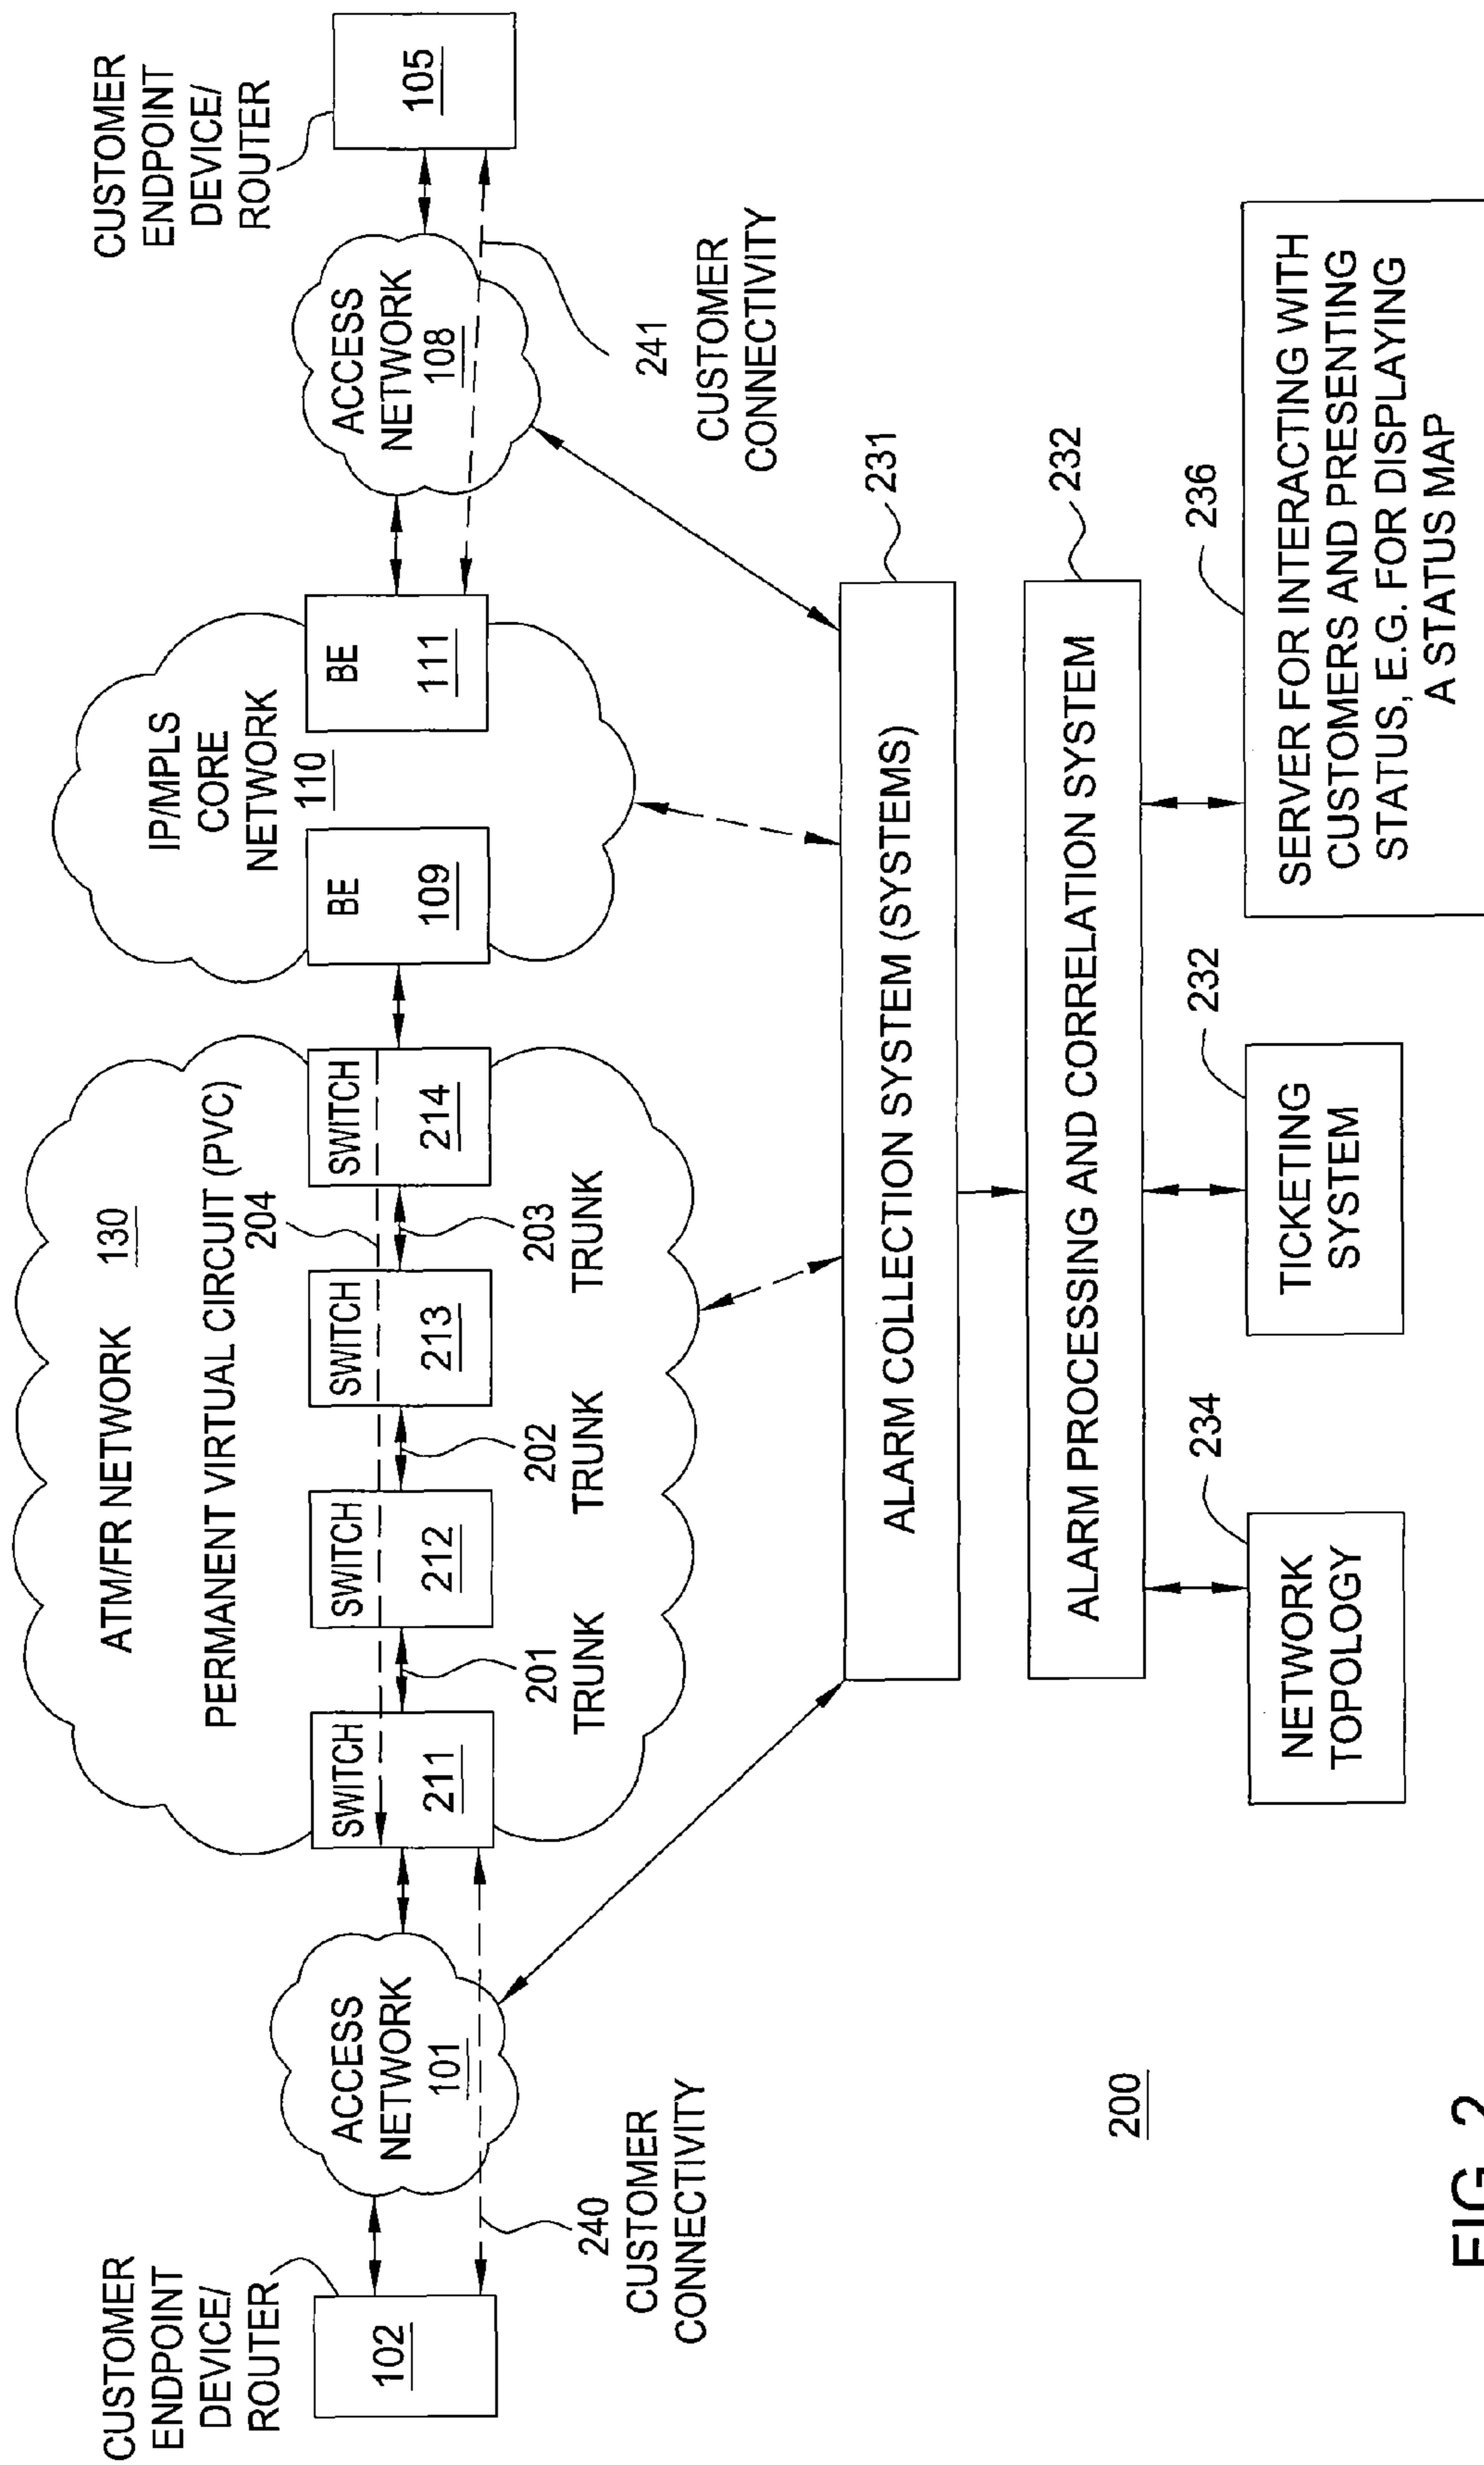 CUSTOMER
ENDPOINT
DEVICE/
ROUTER
102
240
CUSTOMER
CONNECTIVITY
ACCESS
NETWORK
101
ATM/FR NETWORK 130
PERMANENT VIRTUAL CIRCUIT (PVC)
204
SWITCH
211
SWITCH
212
SWITCH
213
SWITCH
214
201
TRUNK
202
TRUNK
203
TRUNK
IP/MPLS
CORE
NETWORK
110
BE
109
BE
111
ACCESS
NETWORK
108
CUSTOMER
ENDPOINT
DEVICE/
ROUTER
105
241
CUSTOMER
CONNECTIVITY
231
ALARM COLLECTION SYSTEM (SYSTEMS)
232
ALARM PROCESSING AND CORRELATION SYSTEM
234
NETWORK
TOPOLOGY
232
TICKETING
SYSTEM
236
SERVER FOR INTERACTING WITH
CUSTOMERS AND PRESENTING
STATUS, E.G. FOR DISPLAYING
A STATUS MAP
200
FIG. 2